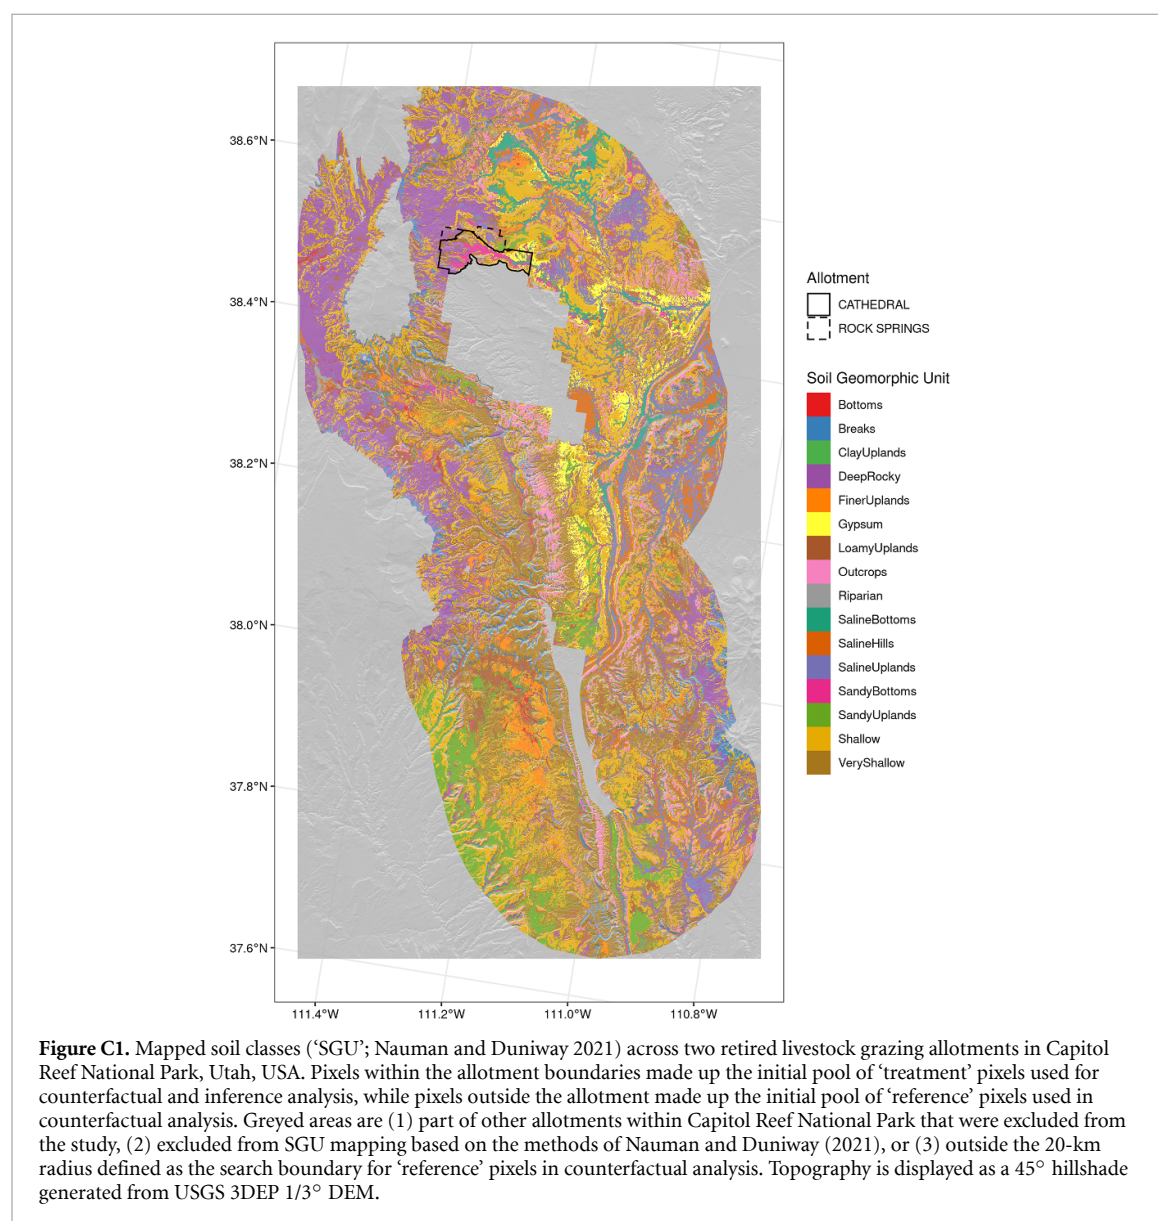 38.6°N
38.4°N
38.2°N
38.0°N
37.8°N
37.6°N
111.4°W
111.2°W
111.0°W
110.8°W
Allotment
CATHEDRAL
ROCK SPRINGS
Soil Geomorphic Unit
Bottoms
Breaks
ClayUplands
DeepRocky
FinerUplands
Gypsum
LoamyUplands
Outcrops
Riparian
SalineBottoms
SalineHills
SalineUplands
SandyBottoms
SandyUplands
Shallow
VeryShallow
Figure C1. Mapped soil classes (‘SGU’; Nauman and Duniway 2021) across two retired livestock grazing allotments in Capitol
Reef National Park, Utah, USA. Pixels within the allotment boundaries made up the initial pool of ‘treatment’ pixels used for
counterfactual and inference analysis, while pixels outside the allotment made up the initial pool of ‘reference’ pixels used in
counterfactual analysis. Greyed areas are (1) part of other allotments within Capitol Reef National Park that were excluded from
the study, (2) excluded from SGU mapping based on the methods of Nauman and Duniway (2021), or (3) outside the 20-km
radius defined as the search boundary for ‘reference’ pixels in counterfactual analysis. Topography is displayed as a 45° hillshade
generated from USGS 3DEP 1/3° DEM.